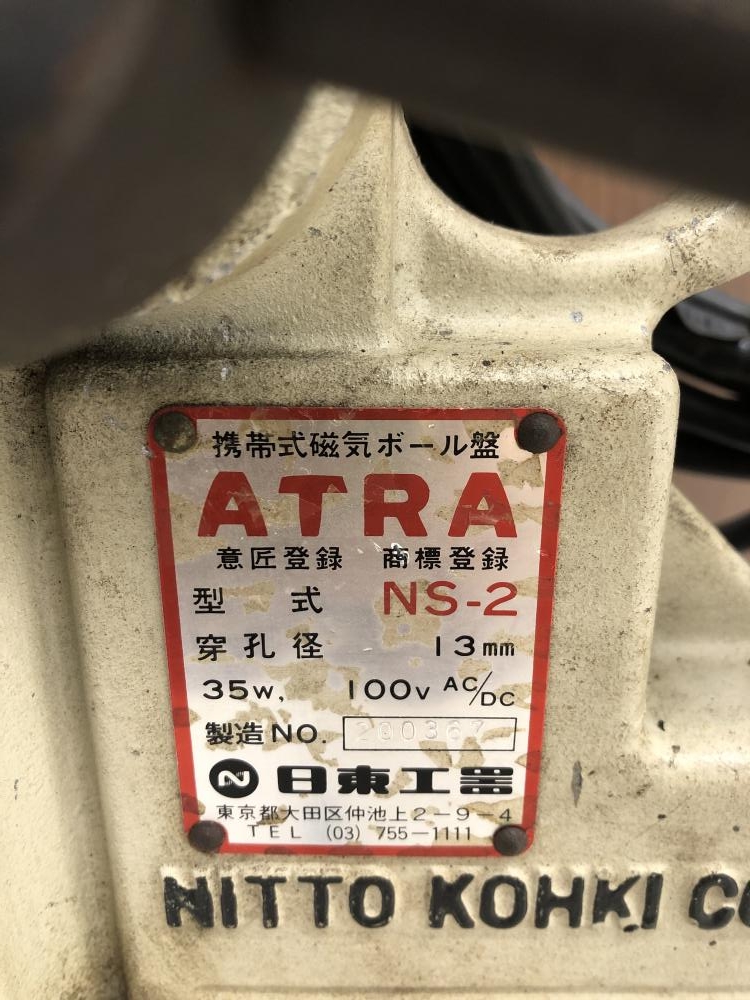 携帯式磁気ボール盤
ATRA
意匠登録 商標登録
型式 NS-2
穿孔径 13mm
35w, 100v AC/DC
製造NO. 290367
日東工器
東京都大田区仲池上2-9-4
TEL (03) 755-1111
NITTO KOHKI